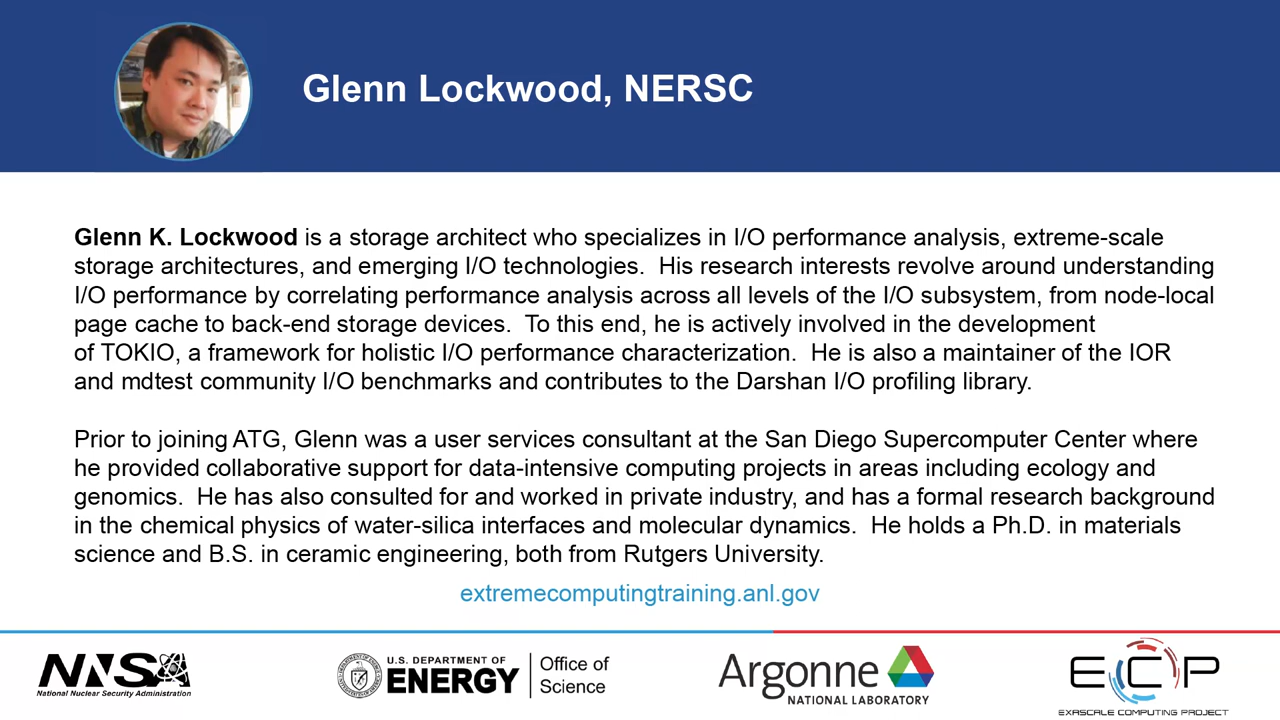 Glenn Lockwood, NERSC
Glenn K. Lockwood is a storage architect who specializes in I/O performance analysis, extreme-scale
storage architectures, and emerging I/O technologies.  His research interests revolve around understanding
I/O performance by correlating performance analysis across all levels of the I/O subsystem, from node-local
page cache to back-end storage devices.  To this end, he is actively involved in the development
of TOKIO, a framework for holistic I/O performance characterization.  He is also a maintainer of the IOR
and mdtest community I/O benchmarks and contributes to the Darshan I/O profiling library.
Prior to joining ATG, Glenn was a user services consultant at the San Diego Supercomputer Center where
he provided collaborative support for data-intensive computing projects in areas including ecology and
genomics.  He has also consulted for and worked in private industry, and has a formal research background
in the chemical physics of water-silica interfaces and molecular dynamics.  He holds a Ph.D. in materials
science and B.S. in ceramic engineering, both from Rutgers University.
extremecomputingtraining.anl.gov
NNSA
National Nuclear Security Administration
U.S. DEPARTMENT OF
ENERGY
Office of
Science
Argonne
NATIONAL LABORATORY
ECP
EXASCALE COMPUTING PROJECT